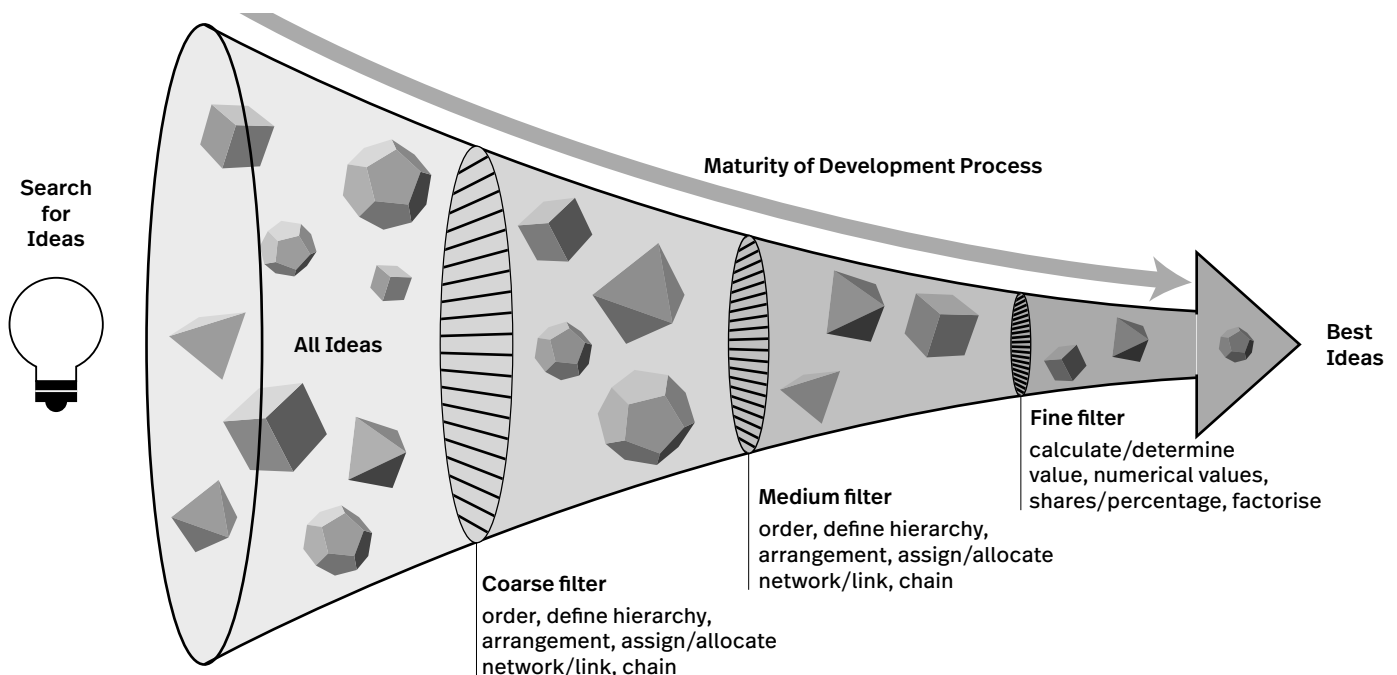 Search
for
Ideas
All Ideas
Maturity of Development Process
Best
Ideas
Fine filter
calculate/determine
value, numerical values,
shares/percentage, factorise
Medium filter
order, define hierarchy,
arrangement, assign/allocate
network/link, chain
Coarse filter
order, define hierarchy,
arrangement, assign/allocate
network/link, chain